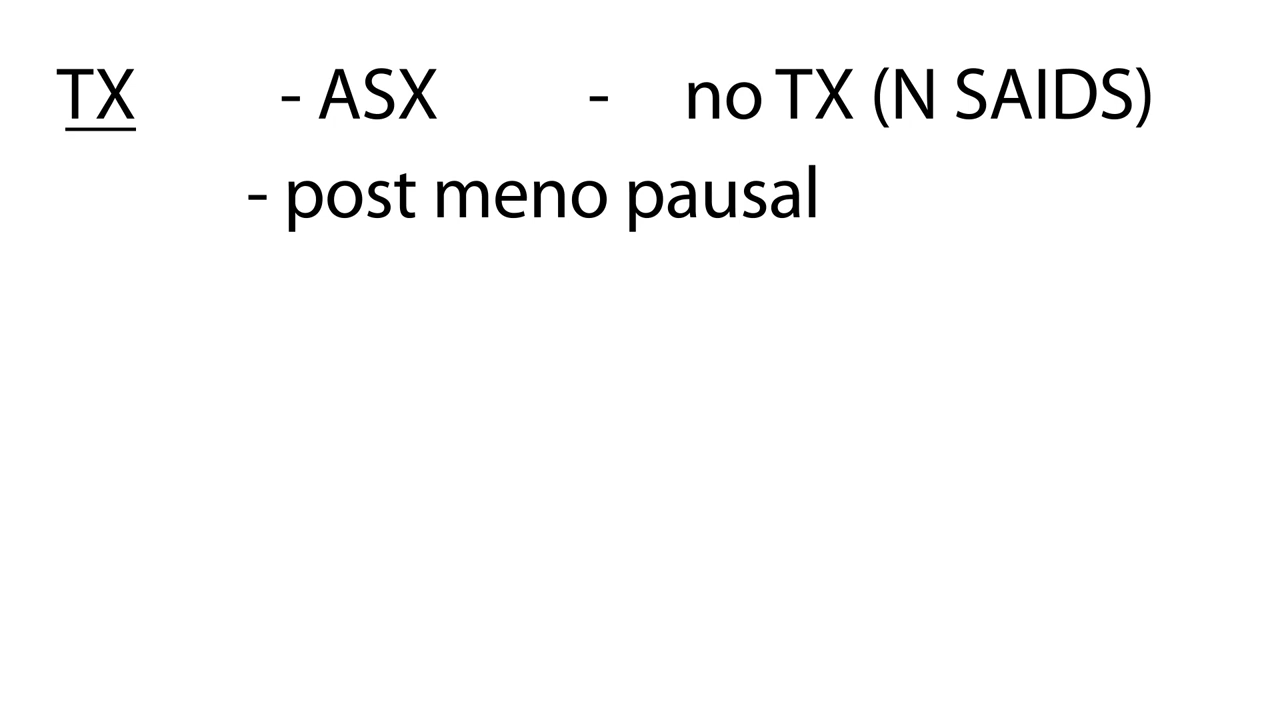 TX - ASX - no TX (N SAIDS)
- post meno pausal